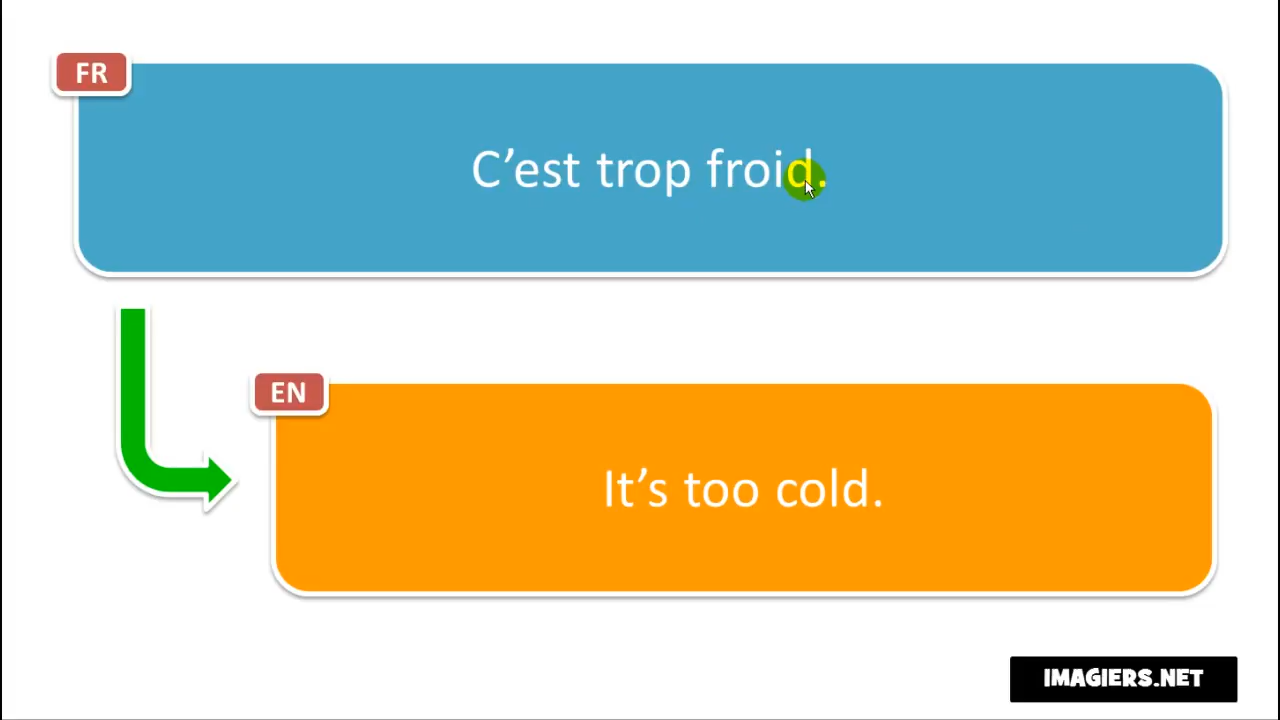 FR
C’est trop froid.
EN
It’s too cold.
IMAGIERS.NET